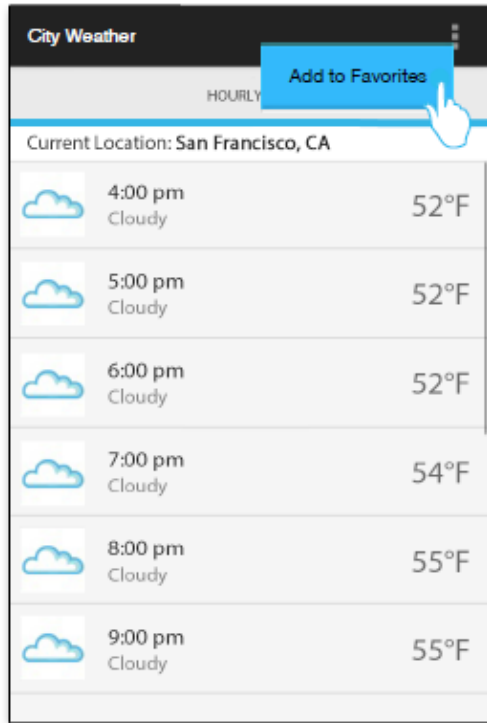 City Weather
Add to Favorites
HOURLY
Current Location: San Francisco, CA
4:00 pm
Cloudy
52°F
5:00 pm
Cloudy
52°F
6:00 pm
Cloudy
52°F
7:00 pm
Cloudy
54°F
8:00 pm
Cloudy
55°F
9:00 pm
Cloudy
55°F